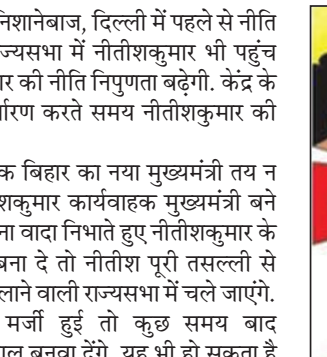 निशानेबाज, दिल्ली में पहले से नीति
ज्यसभा में नीतीशकुमार भी पहुंच
ार की नीति निपुणता बढ़ेगी. केंद्र के
र्धारण करते समय नीतीशकुमार की
क बिहार का नया मुख्यमंत्री तय न
शकुमार कार्यवाहक मुख्यमंत्री बने
ना वादा निभाते हुए नीतीशकुमार के
बना दे तो नीतीश पूरी तसल्ली से
लाने वाली राज्यसभा में चले जाएंगे.
मर्जी हुई तो कुछ समय बाद
बनवा देंगे. यह भी हो सकता है